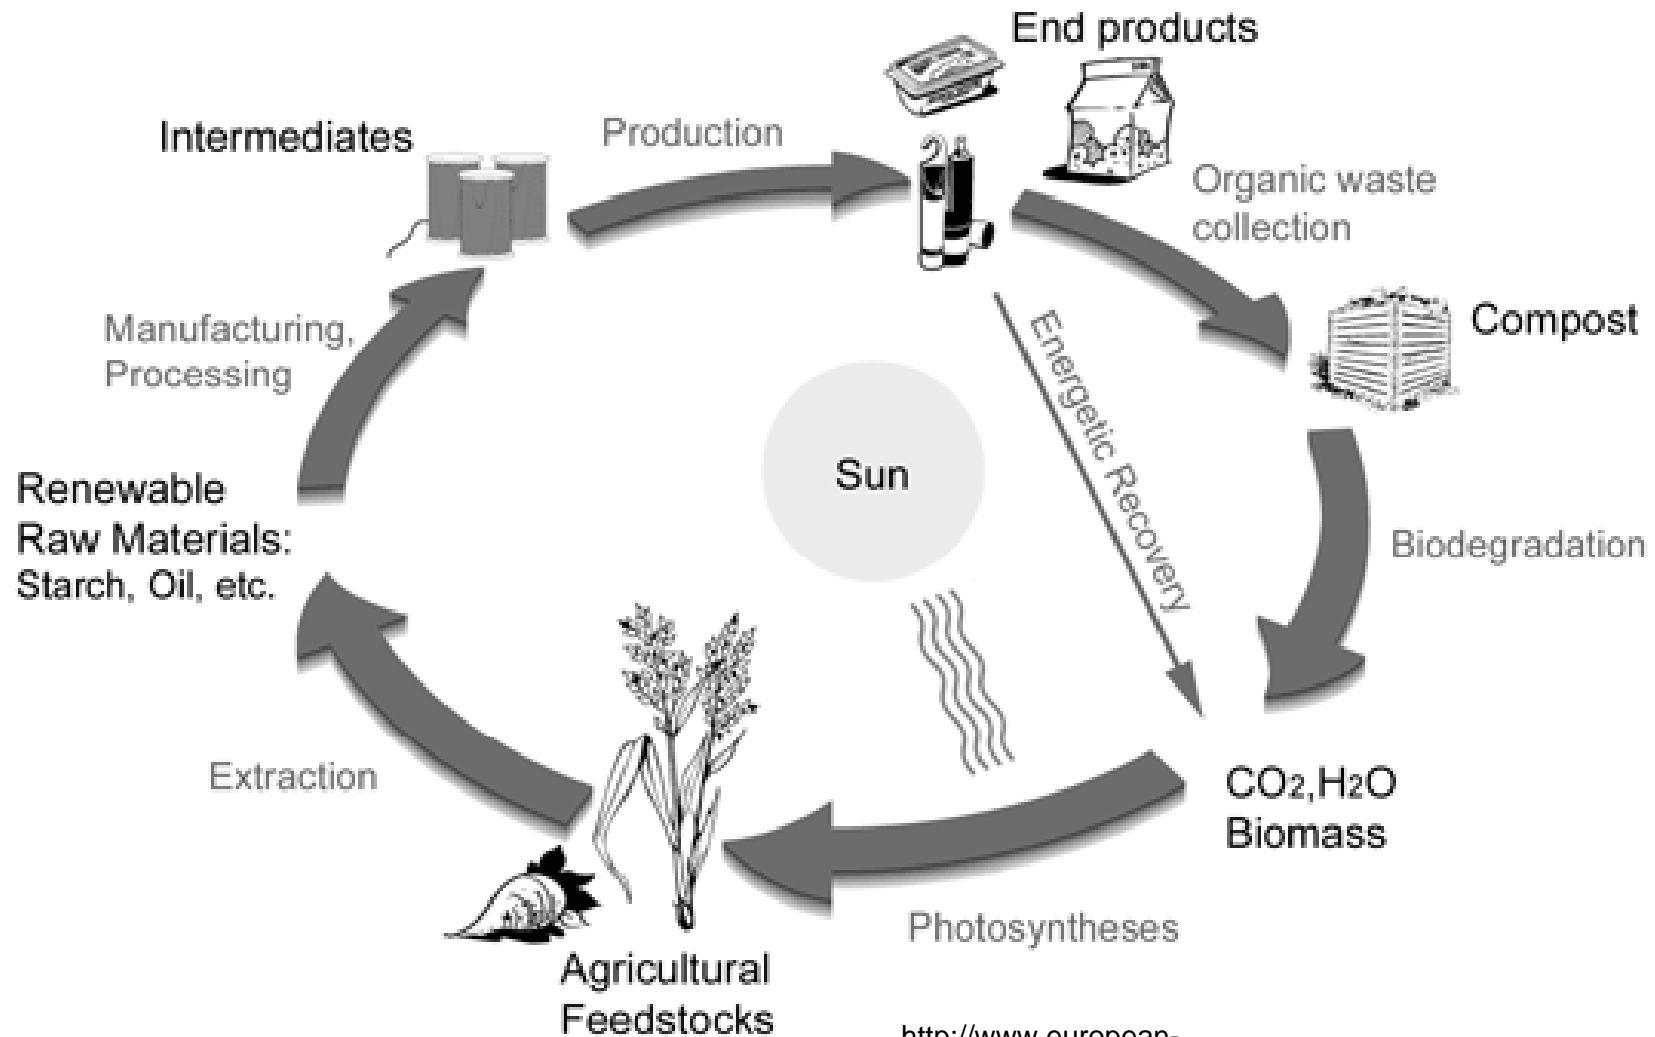 End products
Intermediates
Production
Organic waste
collection
Manufacturing,
Processing
Compost
Energetic Recovery
Sun
Renewable
Raw Materials:
Starch, Oil, etc.
Biodegradation
Extraction
CO2,H2O
Biomass
Photosyntheses
Agricultural
Feedstocks
http://www.european-